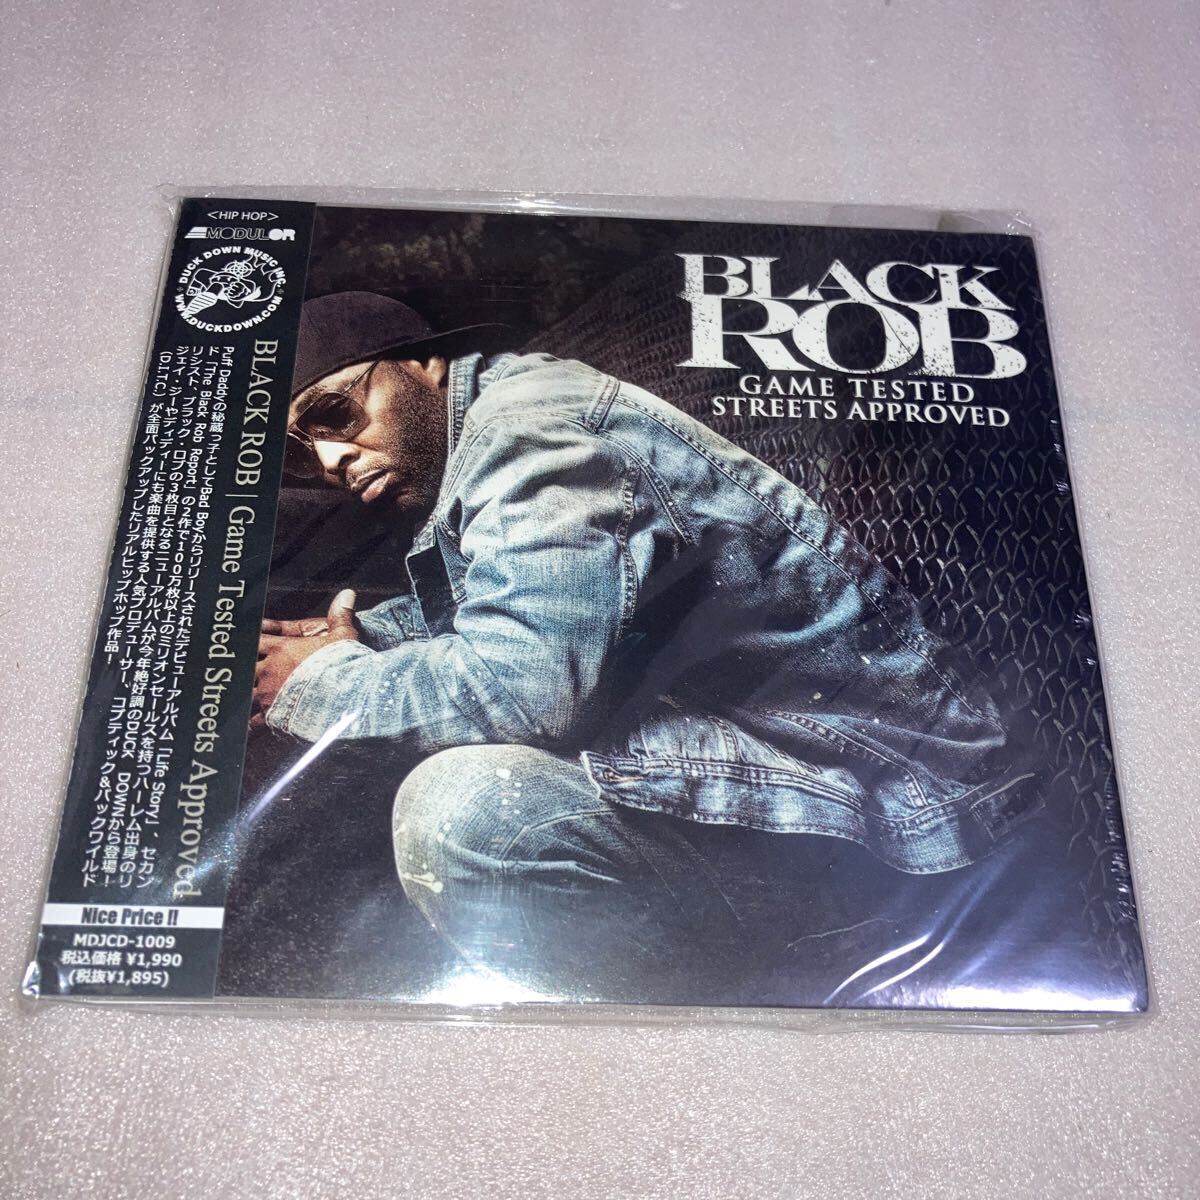 <HIP HOP>
MODULOR
DUCK DOWN MUSIC INC.
WWW.DUCKDOWN.COM
BLACK ROB | Game Tested Streets Approved
Puff Daddyの秘蔵っ子としてBad Boyからリリースされたデビューアルバム「Life Story」、セカン
ド「The Black Rob Report」の2作で100万枚以上のミリオンセールスを持つハーレム出身のリ
リシスト、ブラック・ロブの3枚目となるニューアルバムが今年絶好調のDUCK DOWNから登場!
ジェイ・ジーやディディーにも楽曲を提供する人気プロデューサー、コプティック&バックワイルド
(D.I.T.C.)が全面バックアップしたリアルヒップホップ作品!
Nice Price !!
MDJCD-1009
税込価格 ¥1,990
(税抜¥1,895)
BLACK
ROB
GAME TESTED
STREETS APPROVED